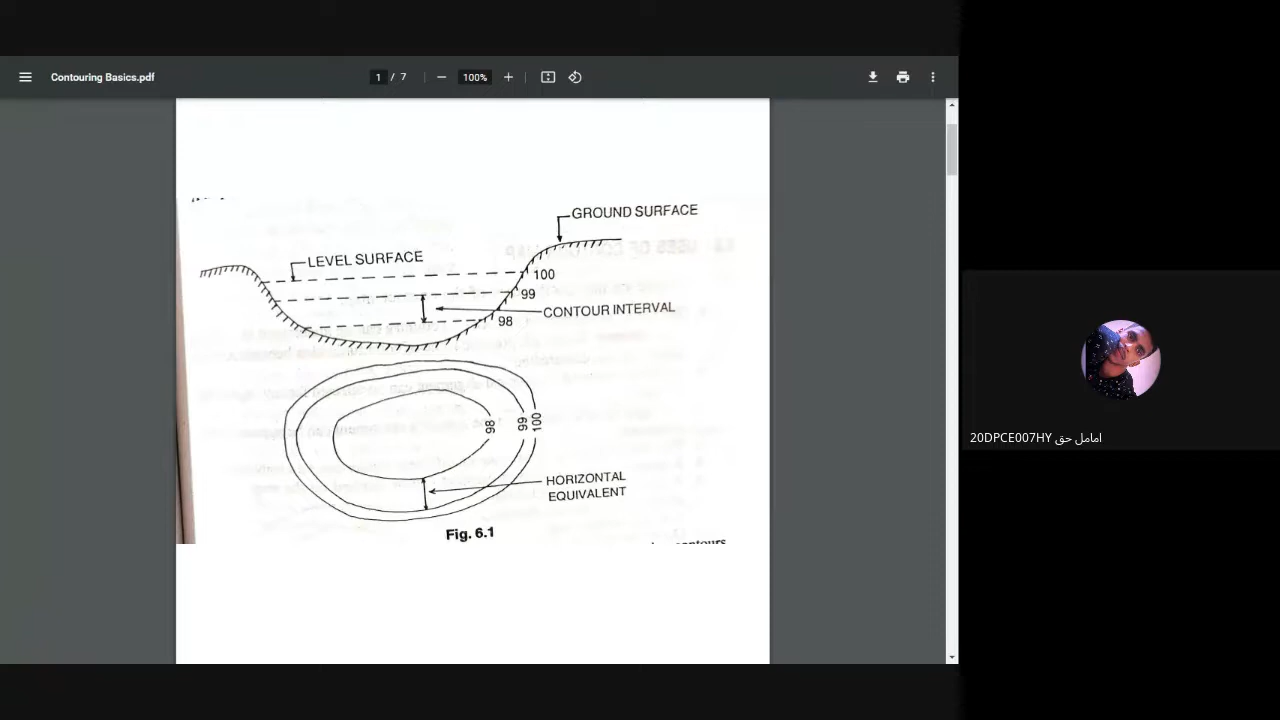 Contouring Basics.pdf
1 / 7
100%
GROUND SURFACE
LEVEL SURFACE
100
99
CONTOUR INTERVAL
98
98
99
100
HORIZONTAL
EQUIVALENT
Fig. 6.1
contours
20DPCE007HY امامل حق